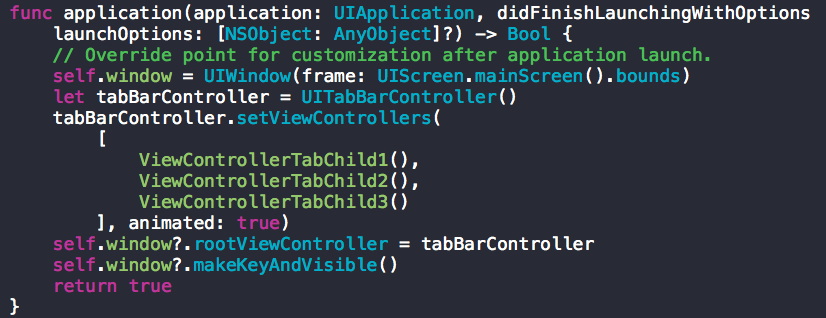 func application(application: UIApplication, didFinishLaunchingWithOptions
    launchOptions: [NSObject: AnyObject]?) -> Bool {
    // Override point for customization after application launch.
    self.window = UIWindow(frame: UIScreen.mainScreen().bounds)
    let tabBarController = UITabBarController()
    tabBarController.setViewControllers(
        [
            ViewControllerTabChild1(),
            ViewControllerTabChild2(),
            ViewControllerTabChild3()
        ], animated: true)
    self.window?.rootViewController = tabBarController
    self.window?.makeKeyAndVisible()
    return true
}